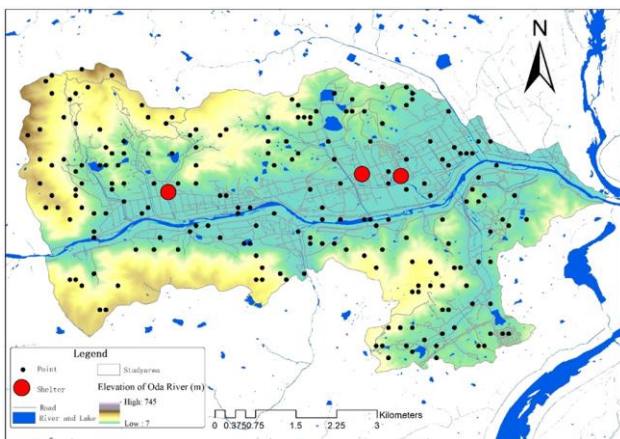 N
Legend
Point
Shelter
Road
River and Lake
Studyarea
Elevation of Oda River (m)
High: 745
Low : 7
0 0.375 0.75 1.5 2.25 3
Kilometers